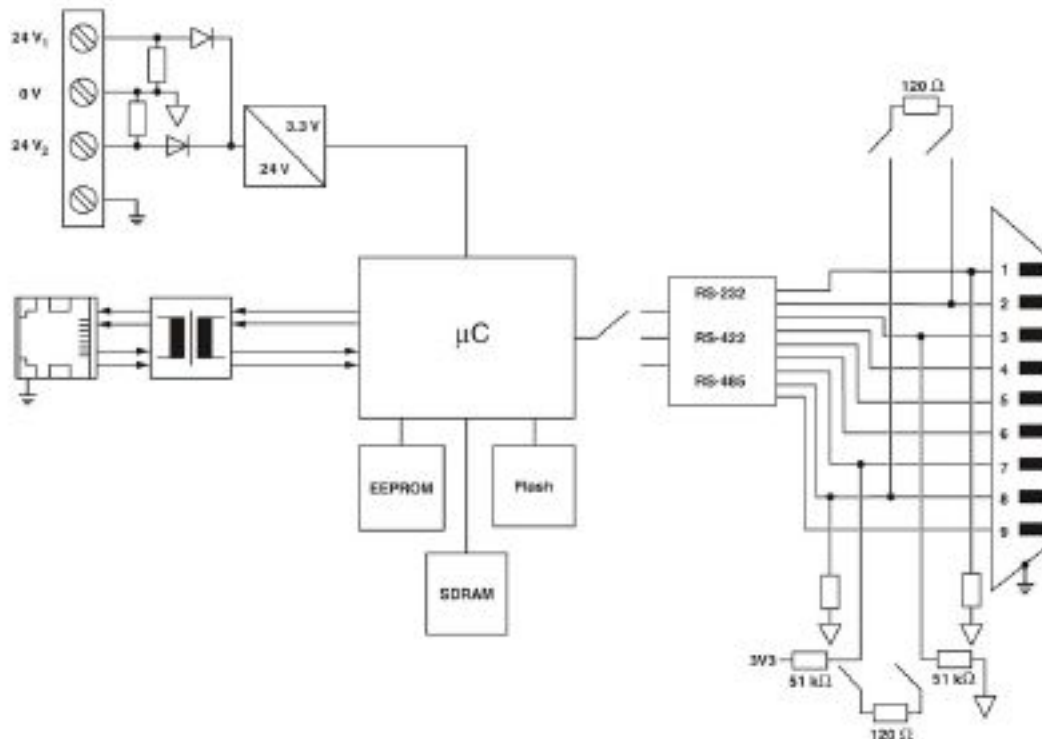 24 V₁
0 V
24 V₂
3.3 V
24 V
120 Ω
µC
RS-232
RS-422
RS-485
1
2
3
4
5
6
7
8
9
EEPROM
Flash
SDRAM
3V3
51 kΩ
51 kΩ
120 Ω